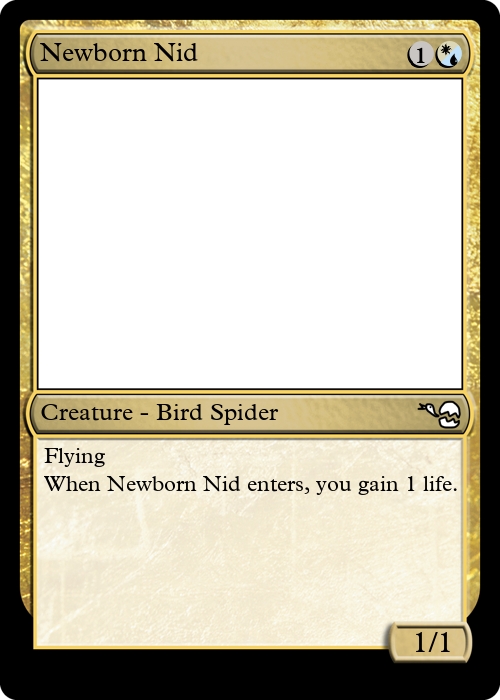 Newborn Nid 1
Creature - Bird Spider
Flying
When Newborn Nid enters, you gain 1 life.
1/1